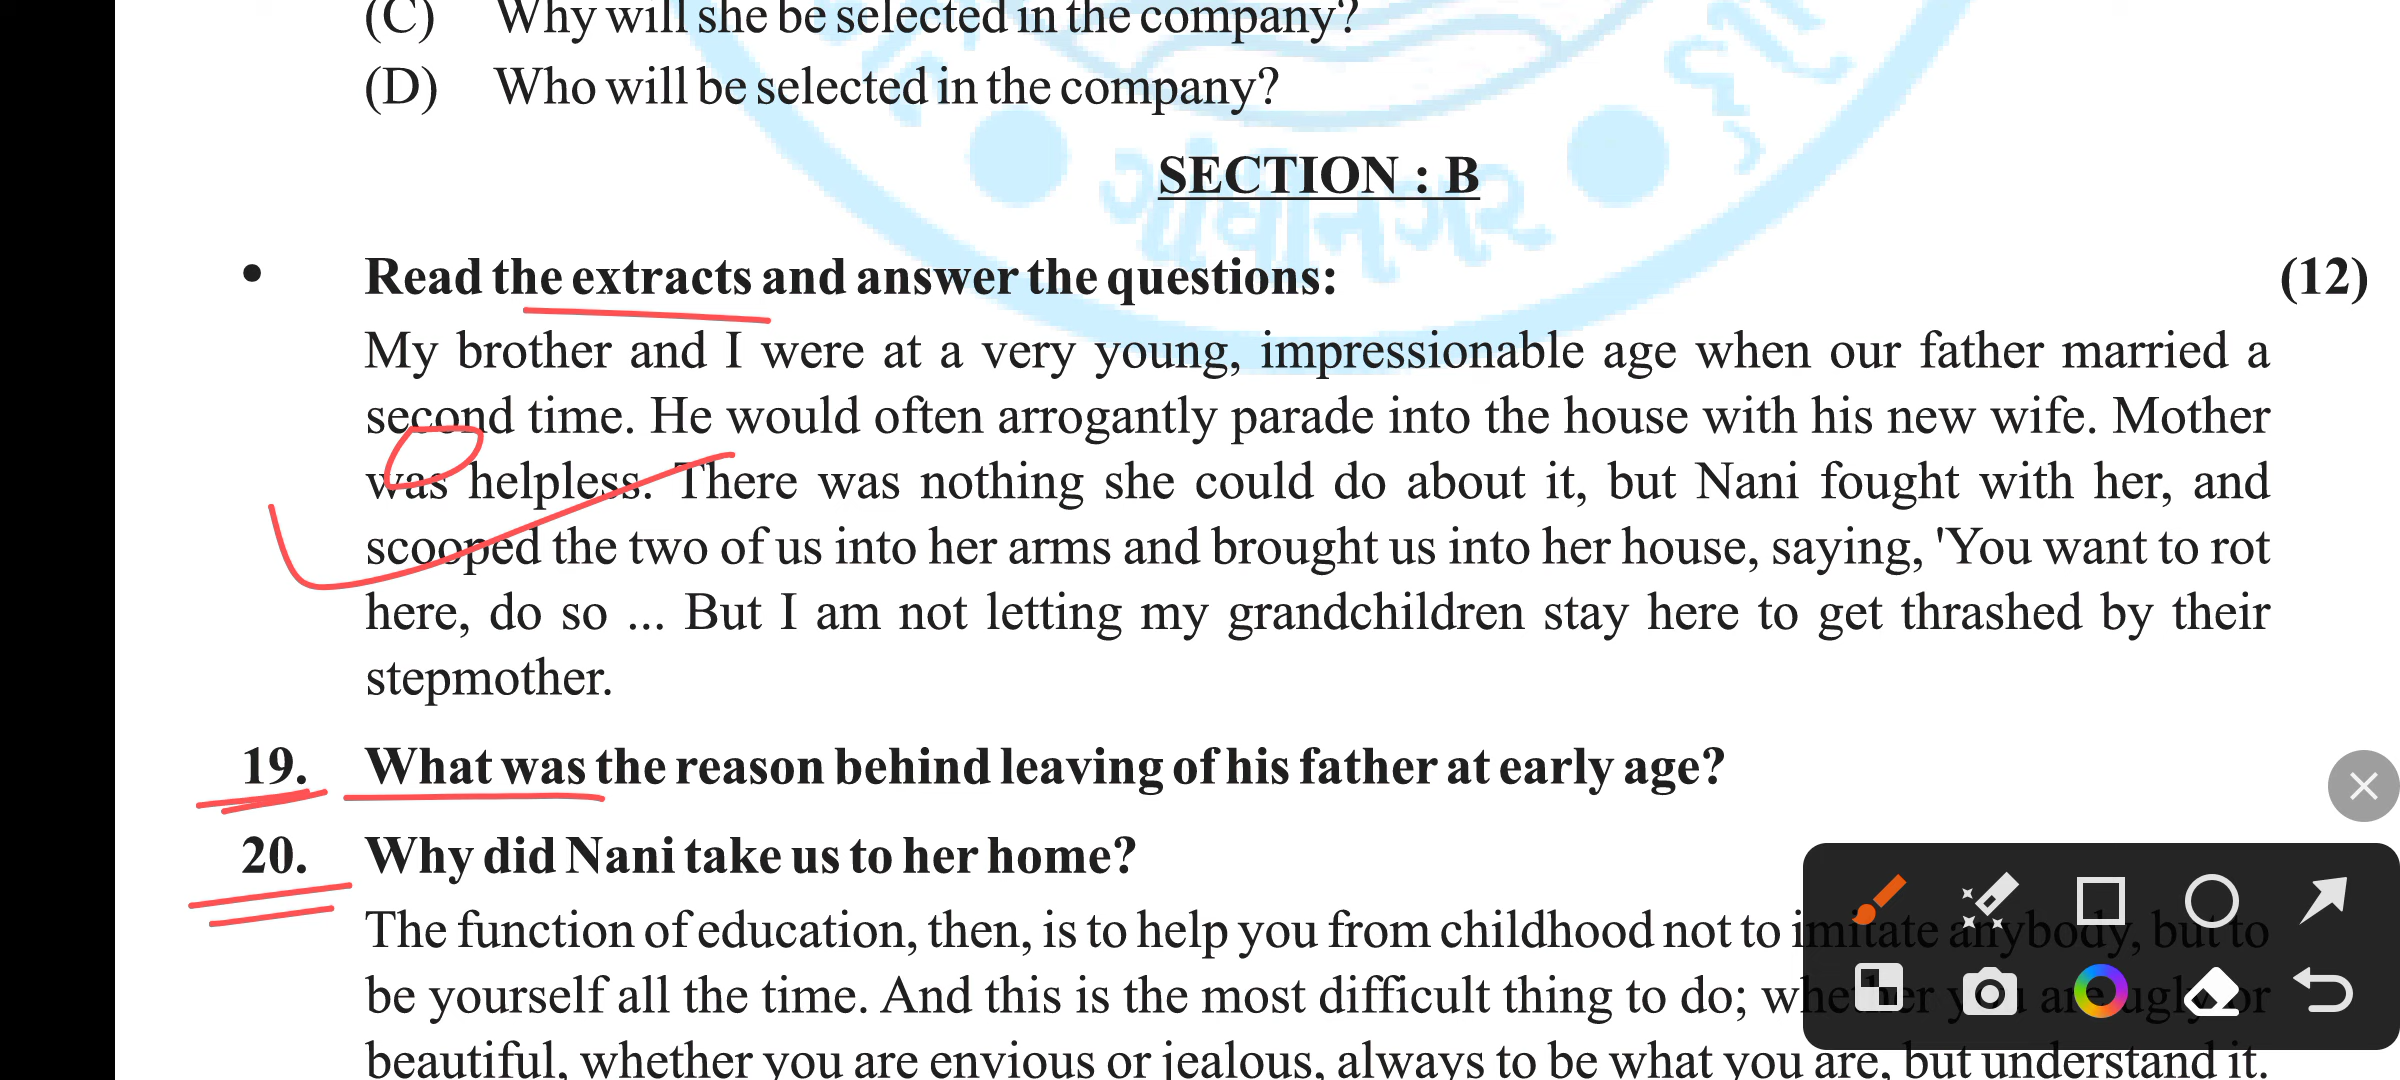 (C) Why will she be selected in the company?
(D) Who will be selected in the company?
SECTION : B
ગાંધીનગર
• Read the extracts and answer the questions: (12)
My brother and I were at a very young, impressionable age when our father married a
second time. He would often arrogantly parade into the house with his new wife. Mother
was helpless. There was nothing she could do about it, but Nani fought with her, and
scooped the two of us into her arms and brought us into her house, saying, 'You want to rot
here, do so ... But I am not letting my grandchildren stay here to get thrashed by their
stepmother.
19. What was the reason behind leaving of his father at early age?
20. Why did Nani take us to her home?
The function of education, then, is to help you from childhood not to imitate anybody, but to
be yourself all the time. And this is the most difficult thing to do; whether you are ugly or
beautiful, whether you are envious or jealous, always to be what you are, but understand it.